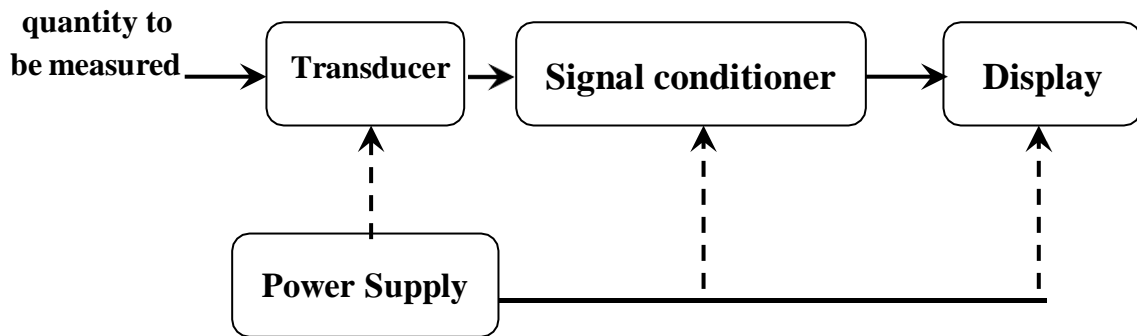 quantity to
be measured
Transducer
Signal conditioner
Display
Power Supply